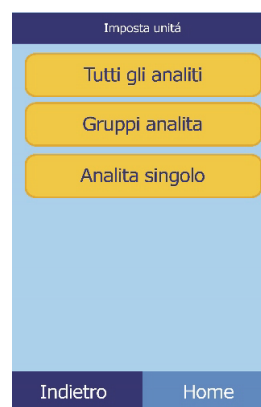 Imposta unitá
Tutti gli analiti
Gruppi analita
Analita singolo
Indietro Home